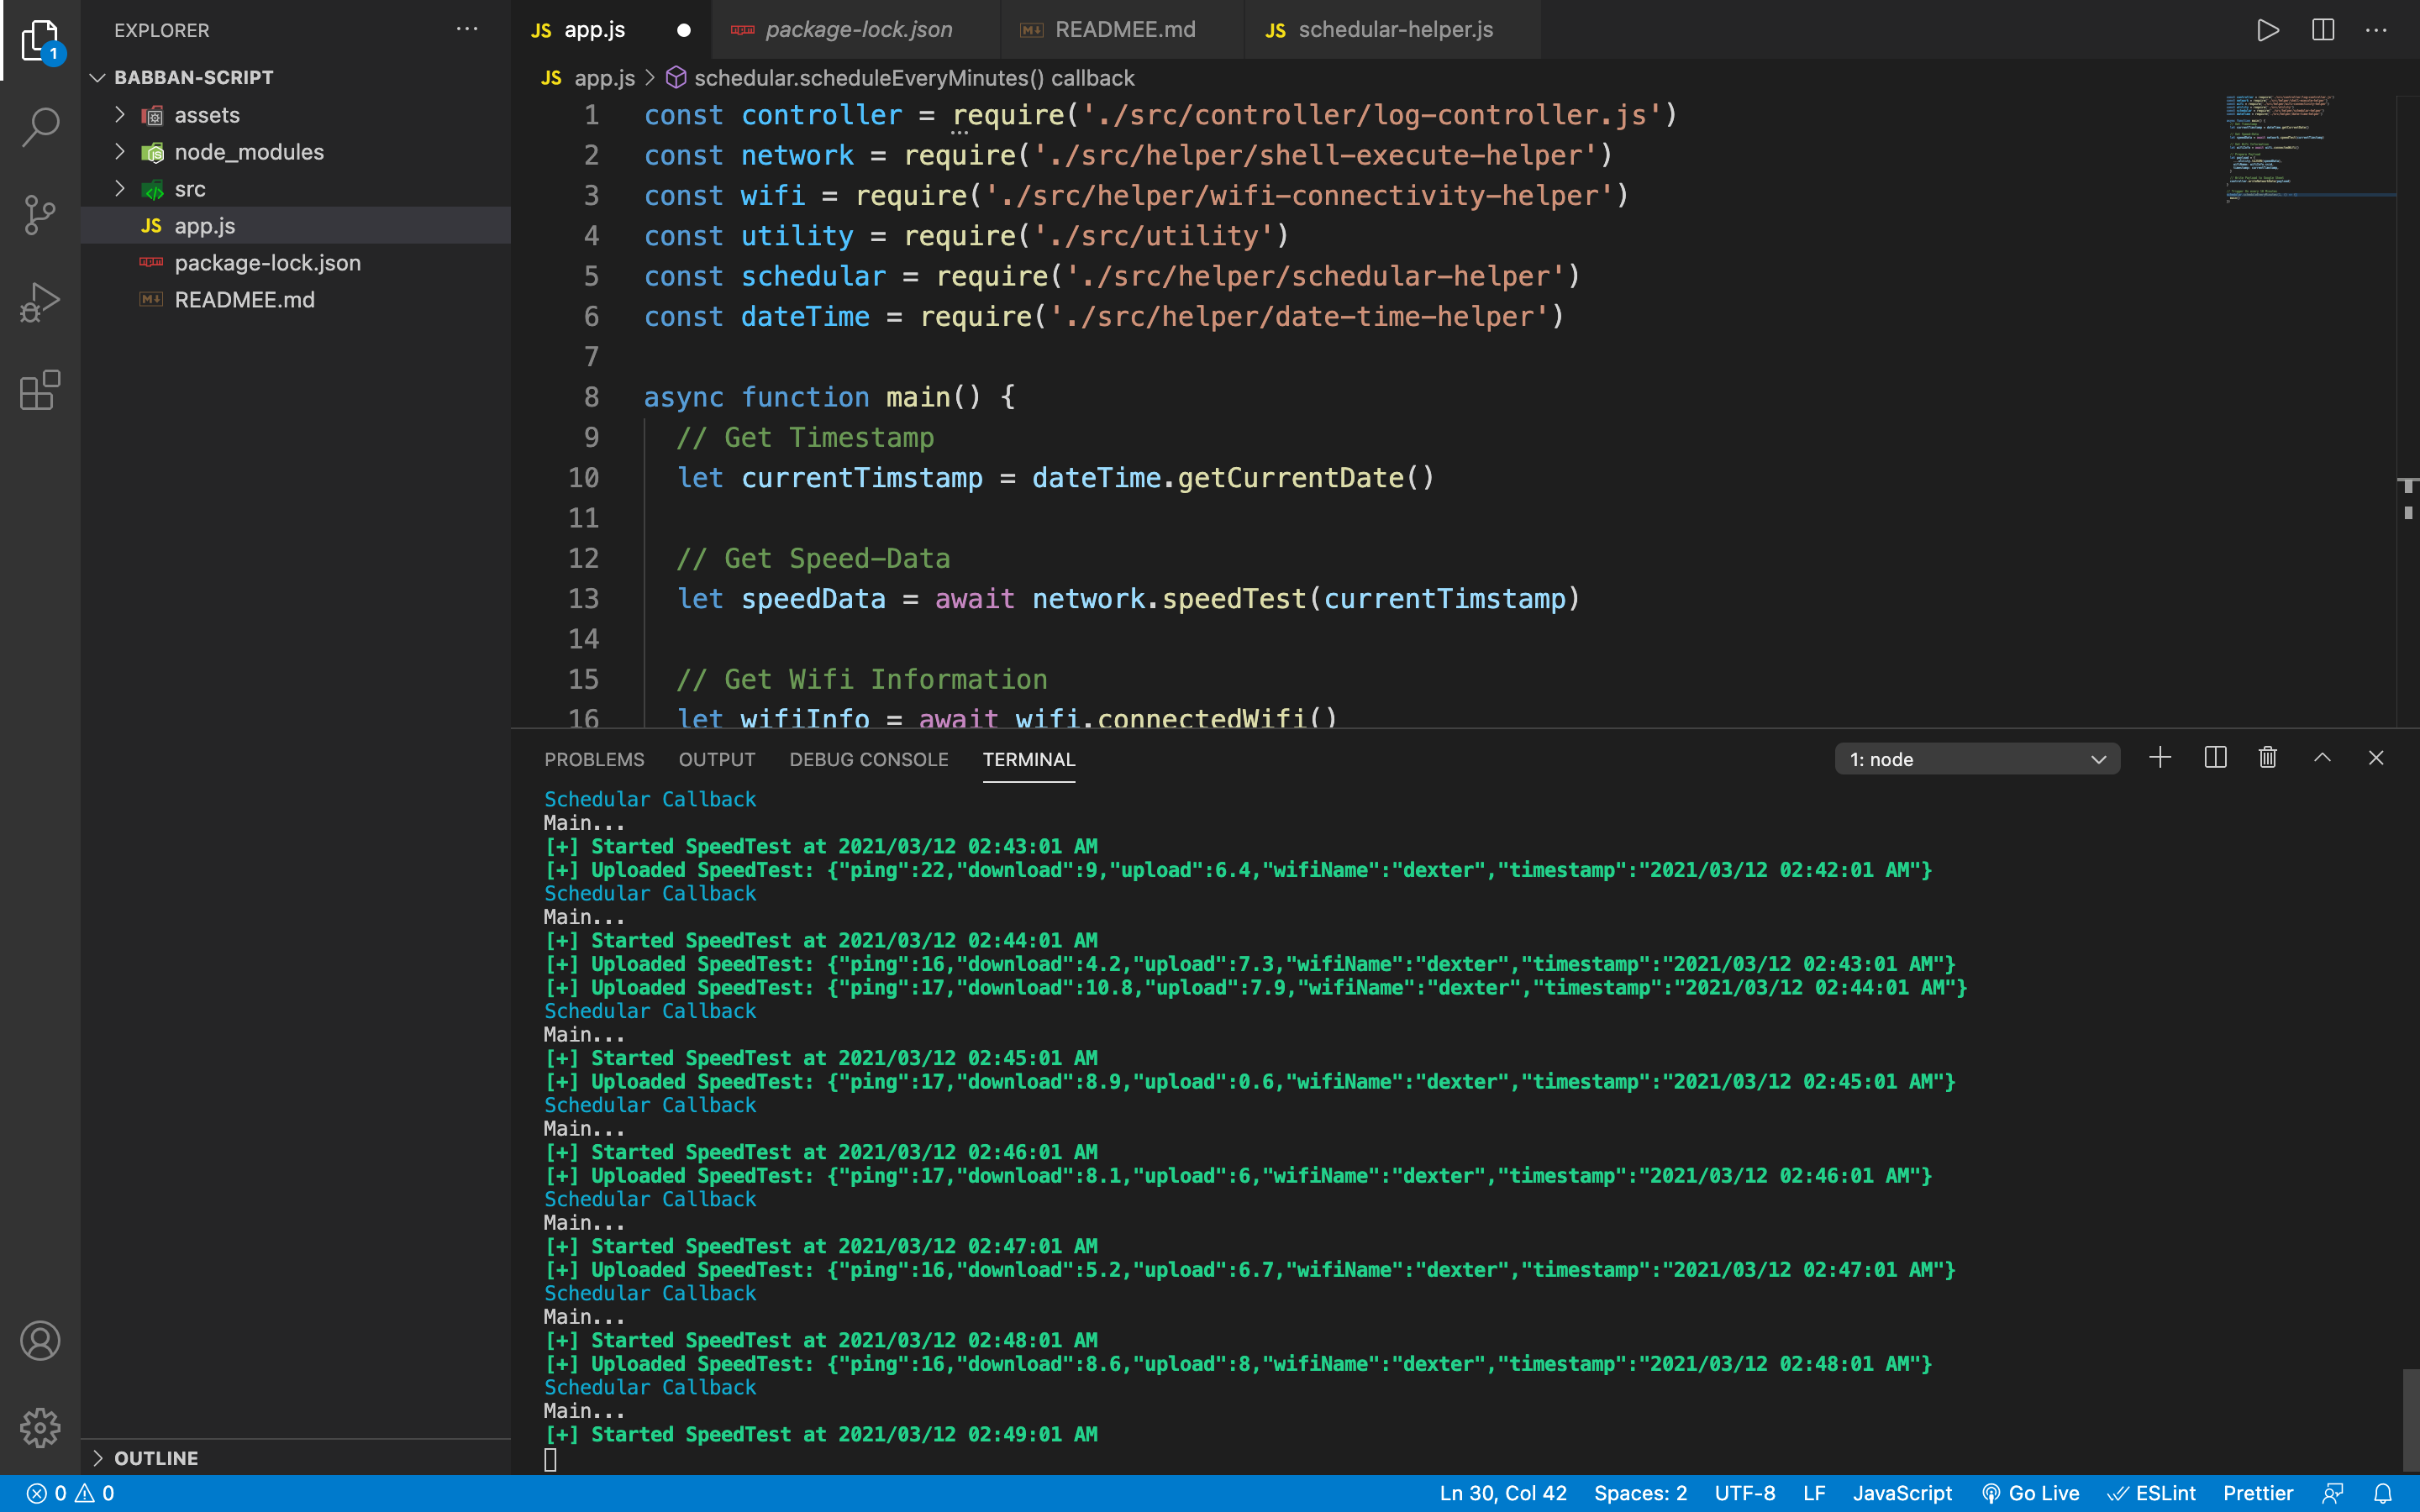 EXPLORER
BABBAN-SCRIPT
assets
node_modules
src
JS app.js
package-lock.json
READMEE.md
OUTLINE
1
JS app.js
package-lock.json
READMEE.md
JS schedular-helper.js
JS app.js > schedular.scheduleEveryMinutes() callback
1 const controller = require('./src/controller/log-controller.js')
2 const network = require('./src/helper/shell-execute-helper')
3 const wifi = require('./src/helper/wifi-connectivity-helper')
4 const utility = require('./src/utility')
5 const schedular = require('./src/helper/schedular-helper')
6 const dateTime = require('./src/helper/date-time-helper')
7
8 async function main() {
9 // Get Timestamp
10 let currentTimstamp = dateTime.getCurrentDate()
11
12 // Get Speed-Data
13 let speedData = await network.speedTest(currentTimstamp)
14
15 // Get Wifi Information
16 let wifiInfo = await wifi.connectedWifi()
PROBLEMS OUTPUT DEBUG CONSOLE TERMINAL
1: node
Schedular Callback
Main...
[+] Started SpeedTest at 2021/03/12 02:43:01 AM
[+] Uploaded SpeedTest: {"ping":22,"download":9,"upload":6.4,"wifiName":"dexter","timestamp":"2021/03/12 02:42:01 AM"}
Schedular Callback
Main...
[+] Started SpeedTest at 2021/03/12 02:44:01 AM
[+] Uploaded SpeedTest: {"ping":16,"download":4.2,"upload":7.3,"wifiName":"dexter","timestamp":"2021/03/12 02:43:01 AM"}
[+] Uploaded SpeedTest: {"ping":17,"download":10.8,"upload":7.9,"wifiName":"dexter","timestamp":"2021/03/12 02:44:01 AM"}
Schedular Callback
Main...
[+] Started SpeedTest at 2021/03/12 02:45:01 AM
[+] Uploaded SpeedTest: {"ping":17,"download":8.9,"upload":0.6,"wifiName":"dexter","timestamp":"2021/03/12 02:45:01 AM"}
Schedular Callback
Main...
[+] Started SpeedTest at 2021/03/12 02:46:01 AM
[+] Uploaded SpeedTest: {"ping":17,"download":8.1,"upload":6,"wifiName":"dexter","timestamp":"2021/03/12 02:46:01 AM"}
Schedular Callback
Main...
[+] Started SpeedTest at 2021/03/12 02:47:01 AM
[+] Uploaded SpeedTest: {"ping":16,"download":5.2,"upload":6.7,"wifiName":"dexter","timestamp":"2021/03/12 02:47:01 AM"}
Schedular Callback
Main...
[+] Started SpeedTest at 2021/03/12 02:48:01 AM
[+] Uploaded SpeedTest: {"ping":16,"download":8.6,"upload":8,"wifiName":"dexter","timestamp":"2021/03/12 02:48:01 AM"}
Schedular Callback
Main...
[+] Started SpeedTest at 2021/03/12 02:49:01 AM
0 0
Ln 30, Col 42 Spaces: 2 UTF-8 LF JavaScript Go Live ESLint Prettier